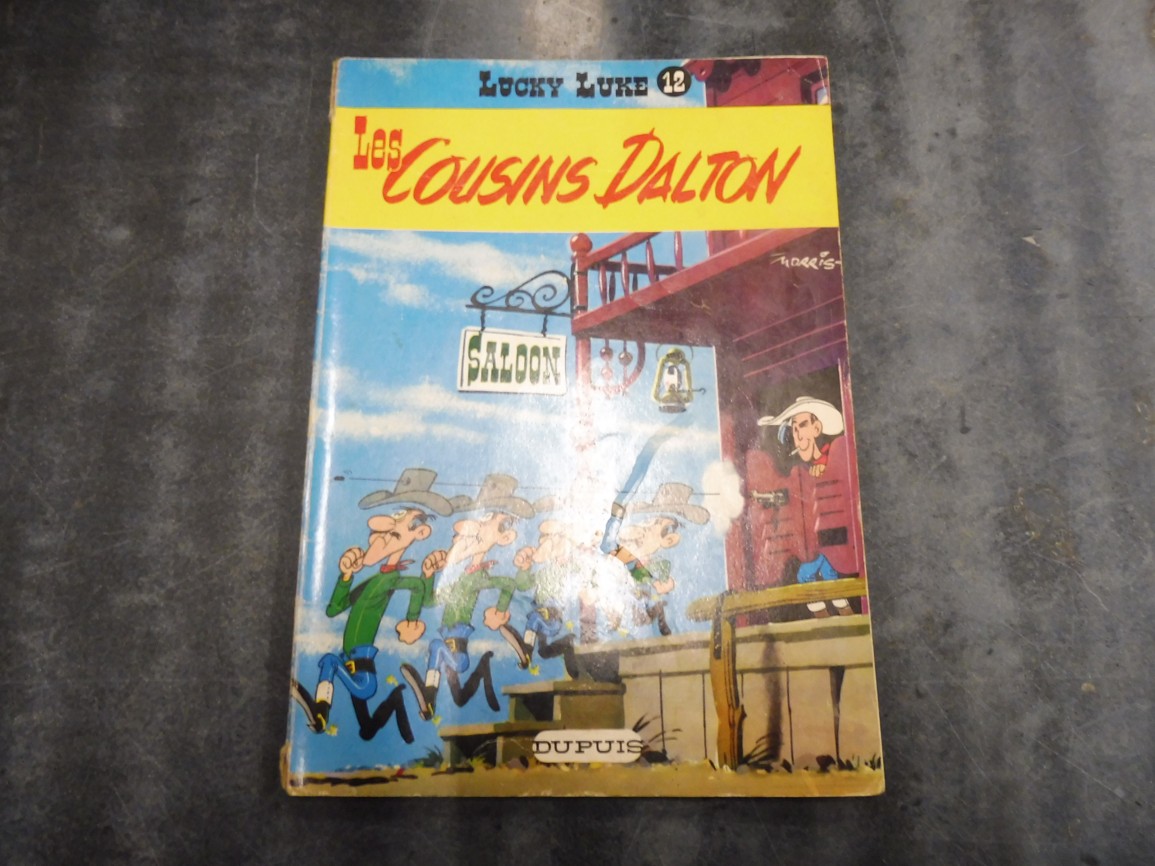 Lucky Luke 12
Les Cousins Dalton
Morris
SALOON
DUPUIS